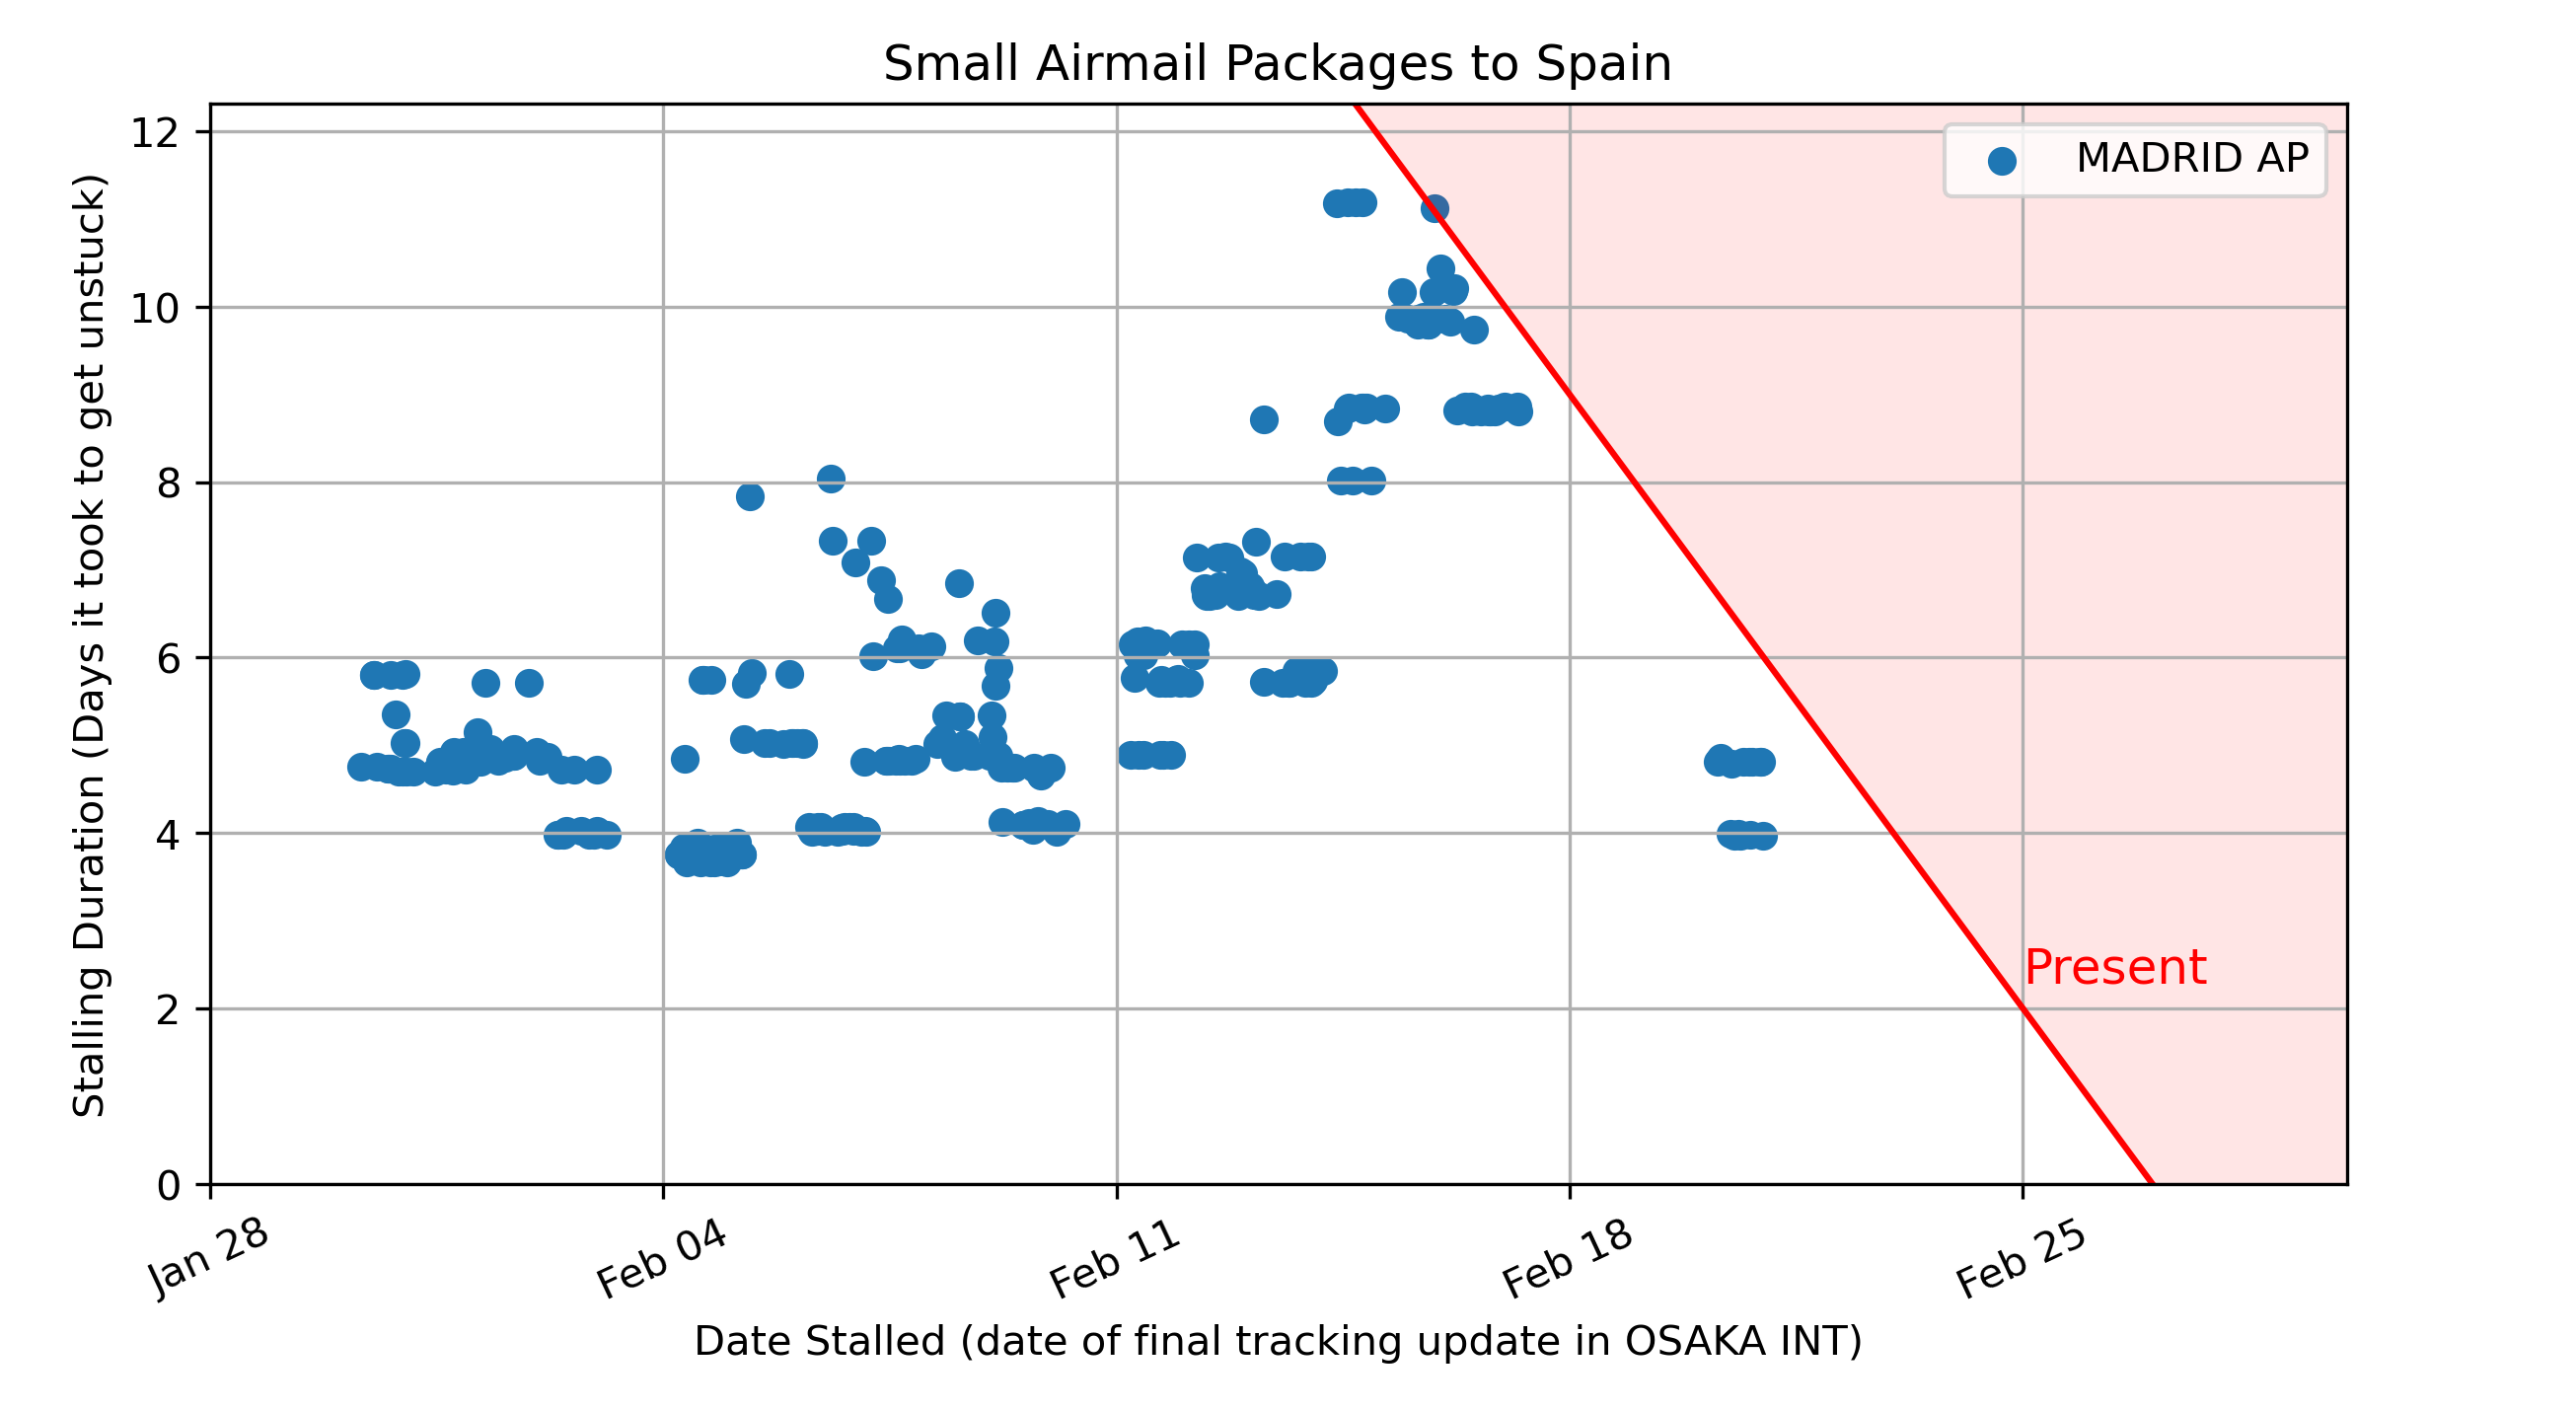 Small Airmail Packages to Spain
Stalling Duration (Days it took to get unstuck)
12
10
8
6
4
2
0
MADRID AP
Present
Jan 28
Feb 04
Feb 11
Feb 18
Feb 25
Date Stalled (date of final tracking update in OSAKA INT)